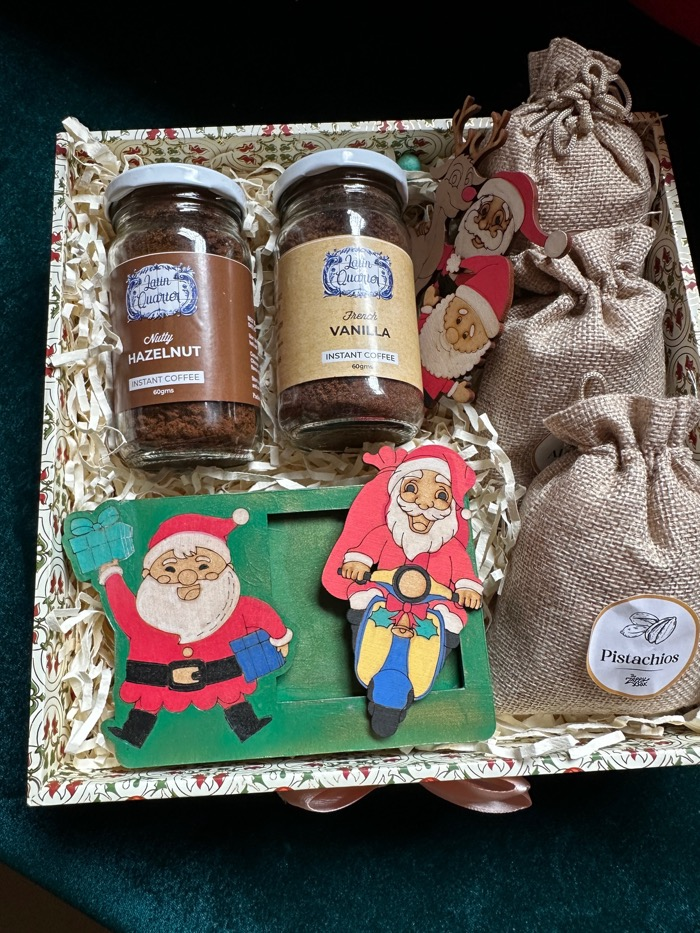 Latin
Quarter
Nutty
HAZELNUT
INSTANT COFFEE
60gms
Latin
Quarter
French
VANILLA
INSTANT COFFEE
60gms
Pistachios